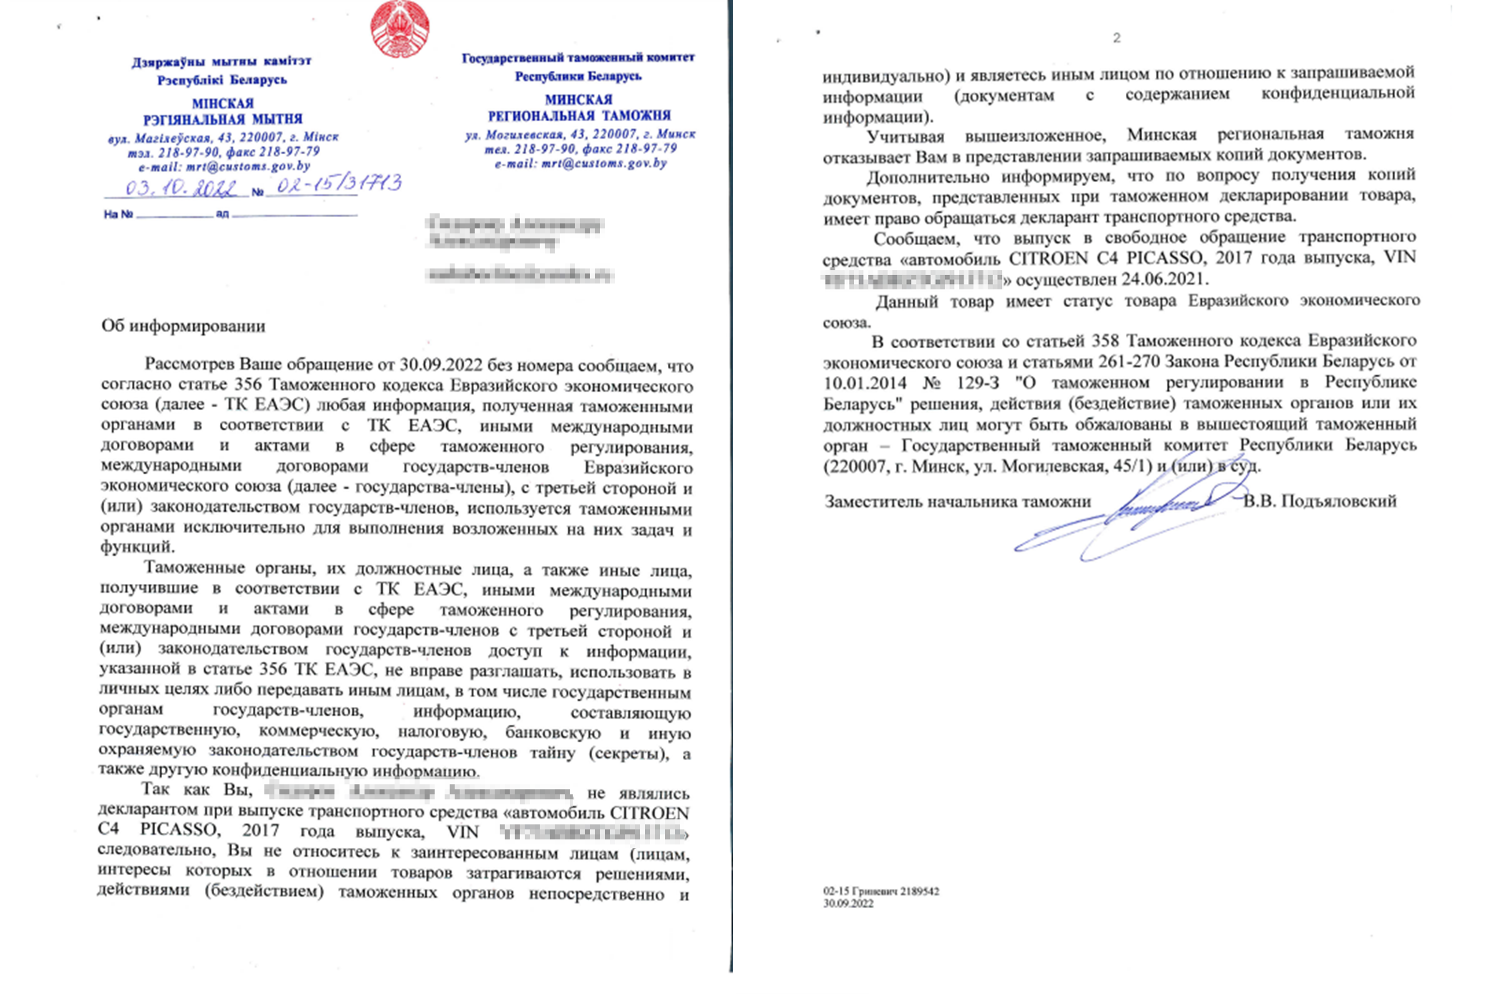 Дзяржаўны мытны камітэт
Рэспублікі Беларусь
МІНСКАЯ
РЭГІЯНАЛЬНАЯ МЫТНЯ
вул. Магілеўская, 43, 220007, г. Мінск
тэл. 218-97-90, факс 218-97-79
e-mail: mrt@customs.gov.by
03.10.2022 № 02-15/31713
На № ад
Государственный таможенный комитет
Республики Беларусь
МИНСКАЯ
РЕГИОНАЛЬНАЯ ТАМОЖНЯ
ул. Могилевская, 43, 220007, г. Минск
тел. 218-97-90, факс 218-97-79
e-mail: mrt@customs.gov.by
Об информировании
Рассмотрев Ваше обращение от 30.09.2022 без номера сообщаем, что
согласно статье 356 Таможенного кодекса Евразийского экономического
союза (далее - ТК ЕАЭС) любая информация, полученная таможенными
органами в соответствии с ТК ЕАЭС, иными международными
договорами и актами в сфере таможенного регулирования,
международными договорами государств-членов Евразийского
экономического союза (далее - государства-члены), с третьей стороной и
(или) законодательством государств-членов, используется таможенными
органами исключительно для выполнения возложенных на них задач и
функций.
Таможенные органы, их должностные лица, а также иные лица,
получившие в соответствии с ТК ЕАЭС, иными международными
договорами и актами в сфере таможенного регулирования,
международными договорами государств-членов с третьей стороной и
(или) законодательством государств-членов доступ к информации,
указанной в статье 356 ТК ЕАЭС, не вправе разглашать, использовать в
личных целях либо передавать иным лицам, в том числе государственным
органам государств-членов, информацию, составляющую
государственную, коммерческую, налоговую, банковскую и иную
охраняемую законодательством государств-членов тайну (секреты), а
также другую конфиденциальную информацию.
Так как Вы, не являлись
декларантом при выпуске транспортного средства «автомобиль CITROEN
C4 PICASSO, 2017 года выпуска, VIN »
следовательно, Вы не относитесь к заинтересованным лицам (лицам,
интересы которых в отношении товаров затрагиваются решениями,
действиями (бездействием) таможенных органов непосредственно и
2
индивидуально) и являетесь иным лицом по отношению к запрашиваемой
информации (документам с содержанием конфиденциальной
информации).
Учитывая вышеизложенное, Минская региональная таможня
отказывает Вам в представлении запрашиваемых копий документов.
Дополнительно информируем, что по вопросу получения копий
документов, представленных при таможенном декларировании товара,
имеет право обращаться декларант транспортного средства.
Сообщаем, что выпуск в свободное обращение транспортного
средства «автомобиль CITROEN C4 PICASSO, 2017 года выпуска, VIN
» осуществлен 24.06.2021.
Данный товар имеет статус товара Евразийского экономического
союза.
В соответствии со статьей 358 Таможенного кодекса Евразийского
экономического союза и статьями 261-270 Закона Республики Беларусь от
10.01.2014 № 129-З "О таможенном регулировании в Республике
Беларусь" решения, действия (бездействие) таможенных органов или их
должностных лиц могут быть обжалованы в вышестоящий таможенный
орган – Государственный таможенный комитет Республики Беларусь
(220007, г. Минск, ул. Могилевская, 45/1) и (или) в суд.
Заместитель начальника таможни В.В. Подъяловский
02-15 Гриневич 2189542
30.09.2022